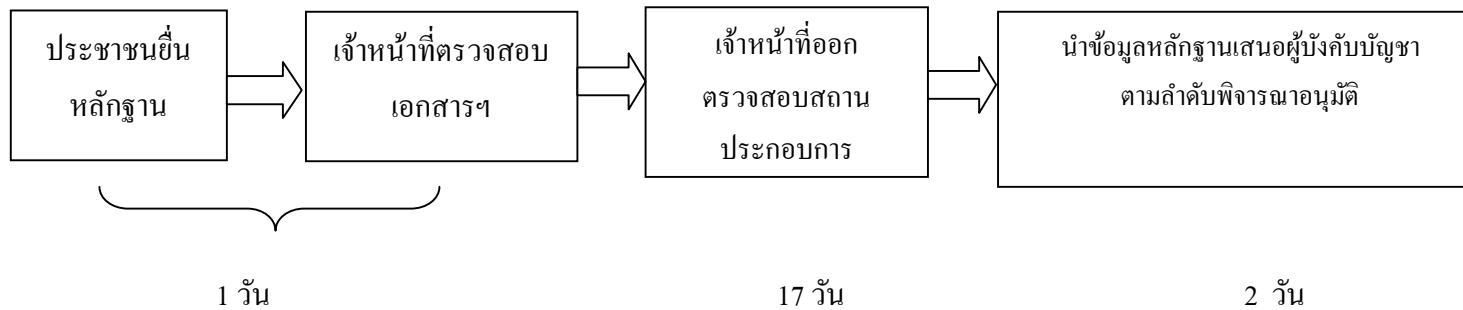 ประชาชนยื่น
หลักฐาน
เจ้าหน้าที่ตรวจสอบ
เอกสารฯ
เจ้าหน้าที่ออก
ตรวจสอบสถาน
ประกอบการ
นำข้อมูลหลักฐานเสนอผู้บังคับบัญชา
ตามลำดับพิจารณาอนุมัติ
1 วัน
17 วัน
2 วัน